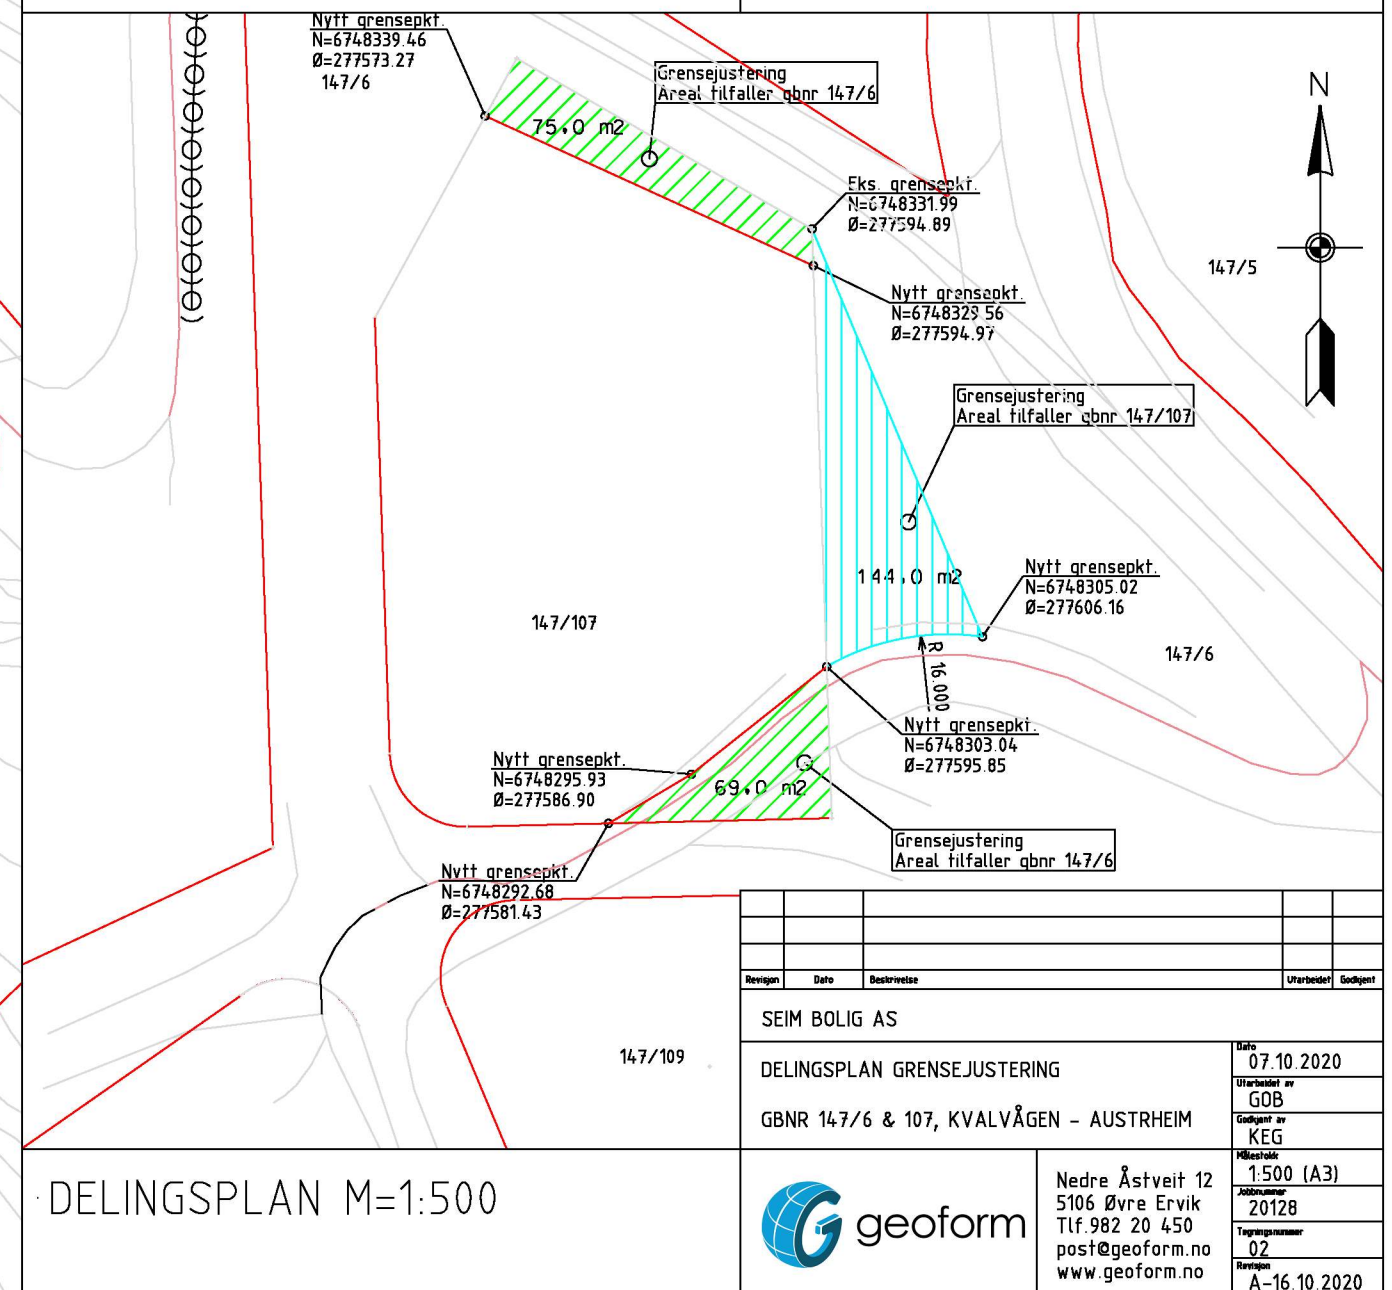 Nytt grensepkt.
N=6748339.46
Ø=277573.27
147/6
Grensejustering
Areal tilfaller gbnr 147/6
75.0 m2
N
Eks. grensepkt.
N=6748331.99
Ø=277594.89
147/5
Nytt grensepkt.
N=6748329.56
Ø=277594.97
Grensejustering
Areal tilfaller gbnr 147/107
144.0 m2
Nytt grensepkt.
N=6748305.02
Ø=277606.16
147/107
147/6
R 16.000
Nytt grensepkt.
N=6748303.04
Ø=277595.85
Nytt grensepkt.
N=6748295.93
Ø=277586.90
69.0 m2
Grensejustering
Areal tilfaller gbnr 147/6
Nytt grensepkt.
N=6748292.68
Ø=277581.43
147/109
Revisjon Dato Beskrivelse Utarbeidet Godkjent
SEIM BOLIG AS
DELINGSPLAN GRENSEJUSTERING
GBNR 147/6 & 107, KVALVÅGEN - AUSTRHEIM
Dato
07.10.2020
Utarbeidet av
GOB
Godkjent av
KEG
Målestokk
1:500 (A3)
Jobbnummer
20128
Tegningsnummer
02
Revisjon
A-16.10.2020
DELINGSPLAN M=1:500
G geoform
Nedre Åstveit 12
5106 Øvre Ervik
Tlf.982 20 450
post@geoform.no
www.geoform.no